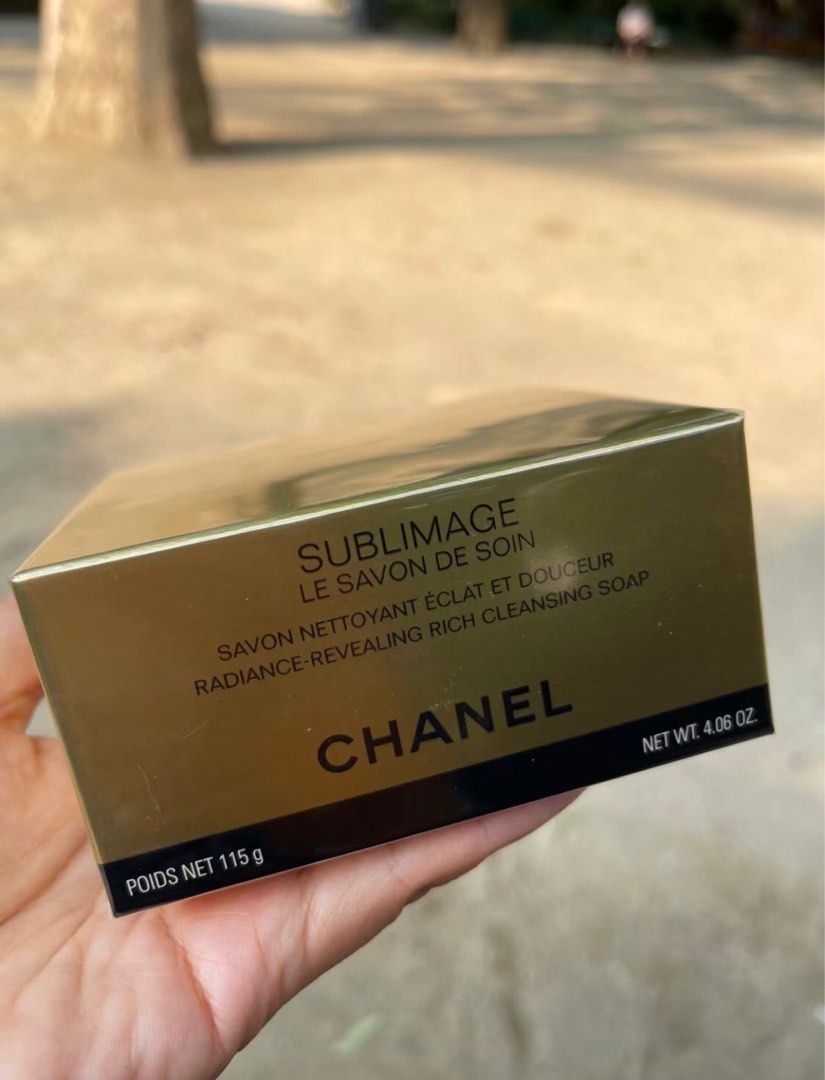 SUBLIMAGE
LE SAVON DE SOIN
SAVON NETTOYANT ÉCLAT ET DOUCEUR
RADIANCE-REVEALING RICH CLEANSING SOAP
CHANEL
POIDS NET 115 g
NET WT. 4.06 OZ.